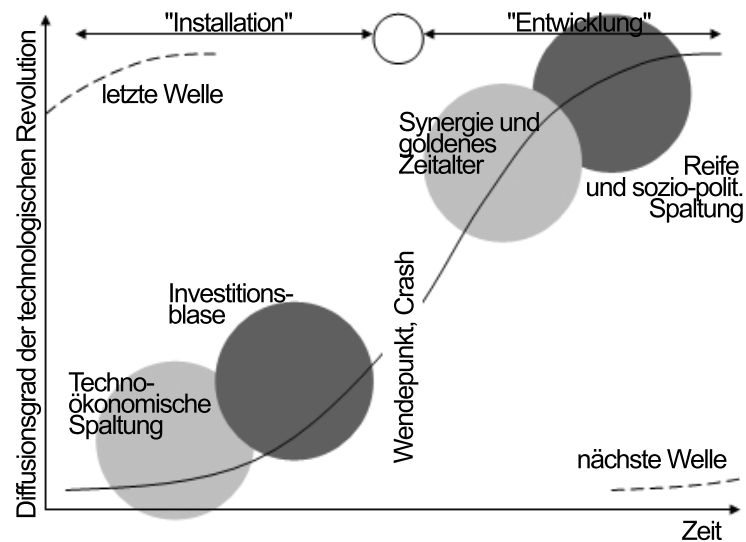 "Installation"
"Entwicklung"
letzte Welle
Synergie und
goldenes
Zeitalter
Reife
und sozio-polit.
Spaltung
Diffusionsgrad der technologischen Revolution
Wendepunkt, Crash
Investitions-
blase
Techno-
ökonomische
Spaltung
nächste Welle
Zeit